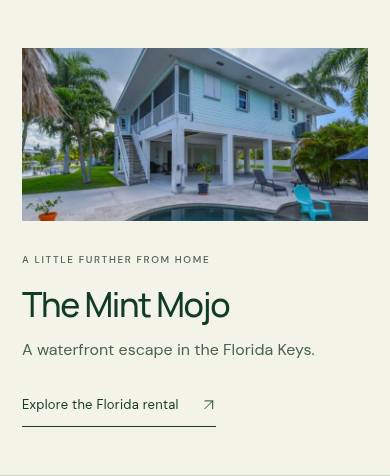 A LITTLE FURTHER FROM HOME
The Mint Mojo
A waterfront escape in the Florida Keys.
Explore the Florida rental